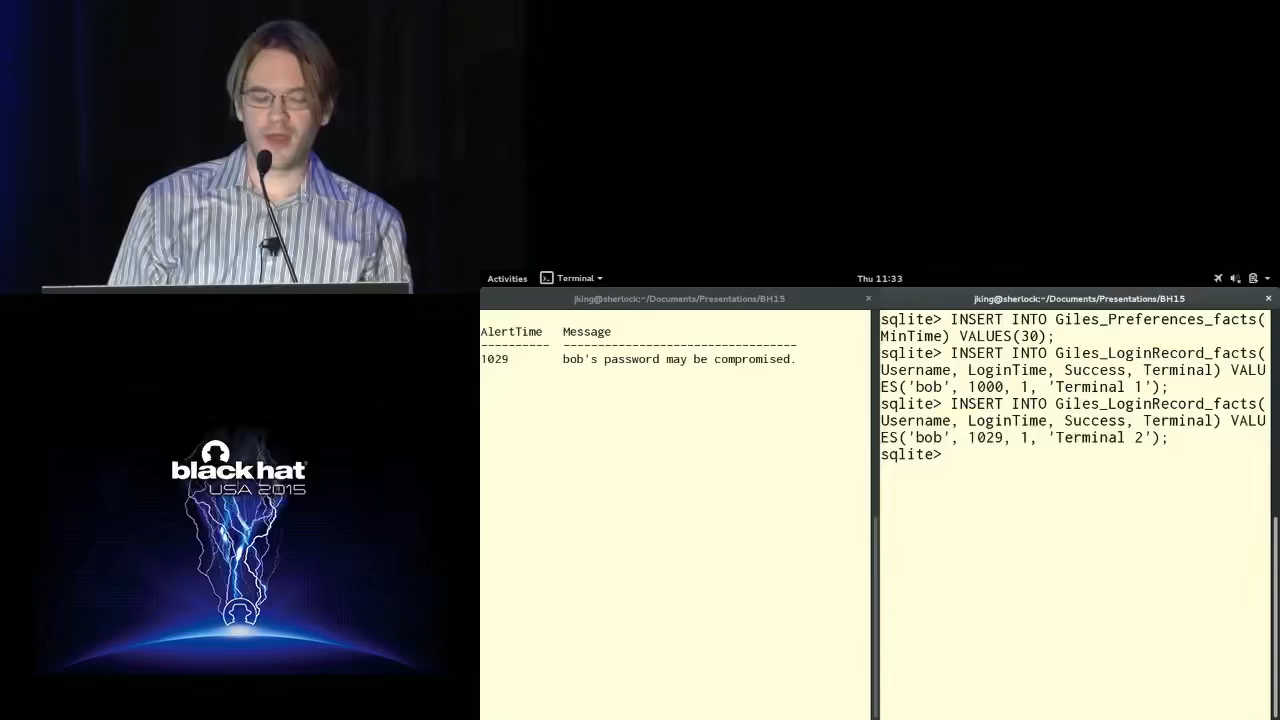 Activities
Terminal
Thu 11:33
jking@sherlock:~/Documents/Presentations/BH15
AlertTime Message
---------- ----------------------------------
1029 bob's password may be compromised.
jking@sherlock:~/Documents/Presentations/BH15
sqlite> INSERT INTO Giles_Preferences_facts(
MinTime) VALUES(30);
sqlite> INSERT INTO Giles_LoginRecord_facts(
Username, LoginTime, Success, Terminal) VALU
ES('bob', 1000, 1, 'Terminal 1');
sqlite> INSERT INTO Giles_LoginRecord_facts(
Username, LoginTime, Success, Terminal) VALU
ES('bob', 1029, 1, 'Terminal 2');
sqlite>
black hat
USA 2015